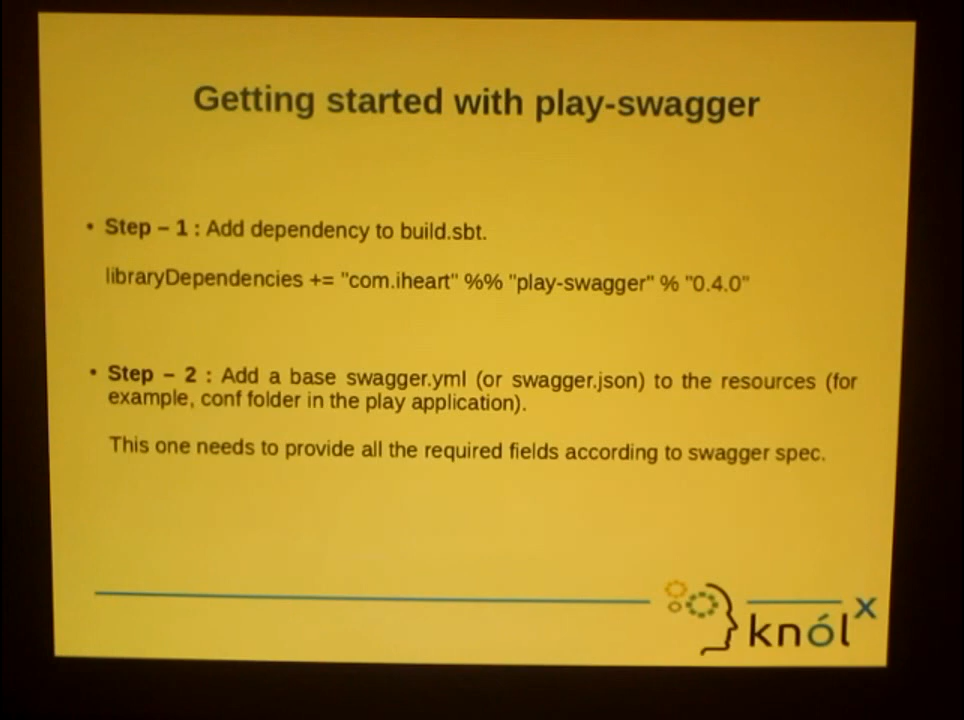 Getting started with play-swagger
• Step – 1 : Add dependency to build.sbt.
libraryDependencies += "com.iheart" %% "play-swagger" % "0.4.0"
• Step – 2 : Add a base swagger.yml (or swagger.json) to the resources (for
example, conf folder in the play application).
This one needs to provide all the required fields according to swagger spec.
knólx